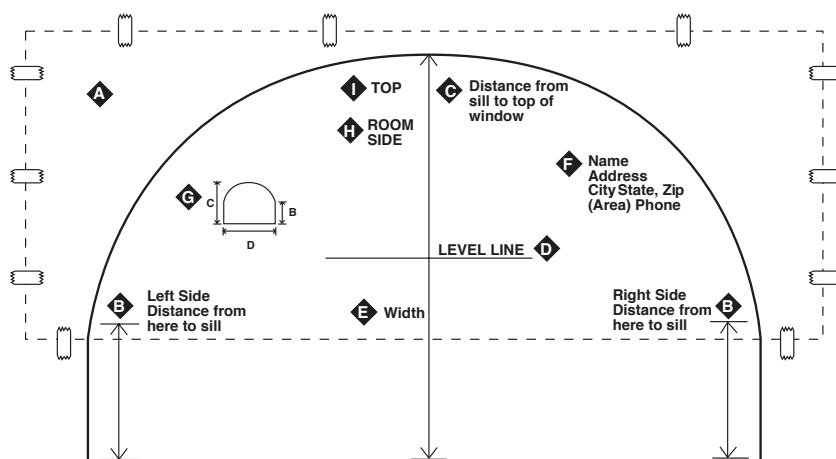 A
I TOP
C Distance from
sill to top of
window
H ROOM
SIDE
F Name
Address
City State, Zip
(Area) Phone
G
C
B
D
LEVEL LINE D
B Left Side
Distance from
here to sill
E Width
Right Side B
Distance from
here to sill